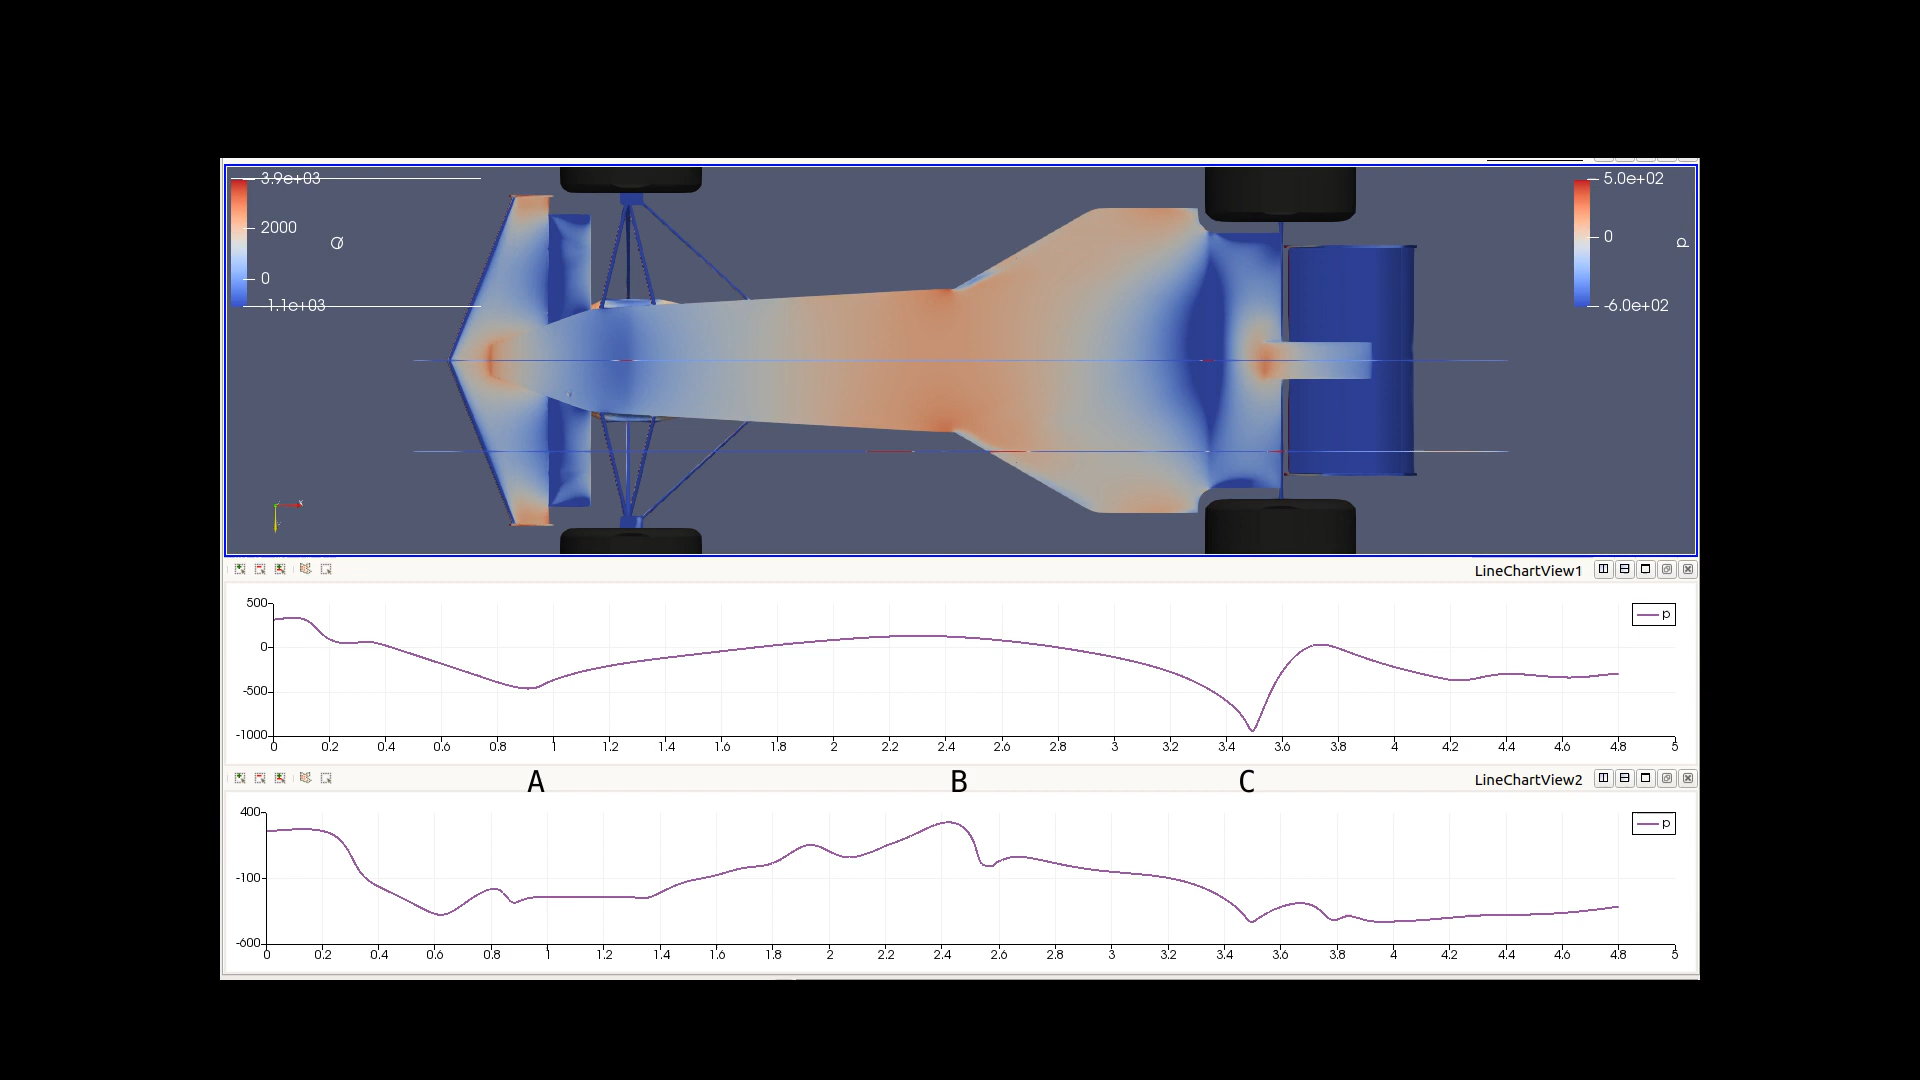 3.9e+03
2000
Q
0
-1.1e+03
5.0e+02
0
p
-6.0e+02
x
LineChartView1
500
0
-500
-1000
p
0 0.2 0.4 0.6 0.8 1 1.2 1.4 1.6 1.8 2 2.2 2.4 2.6 2.8 3 3.2 3.4 3.6 3.8 4 4.2 4.4 4.6 4.8 5
A B C
LineChartView2
400
-100
-600
p
0 0.2 0.4 0.6 0.8 1 1.2 1.4 1.6 1.8 2 2.2 2.4 2.6 2.8 3 3.2 3.4 3.6 3.8 4 4.2 4.4 4.6 4.8 5